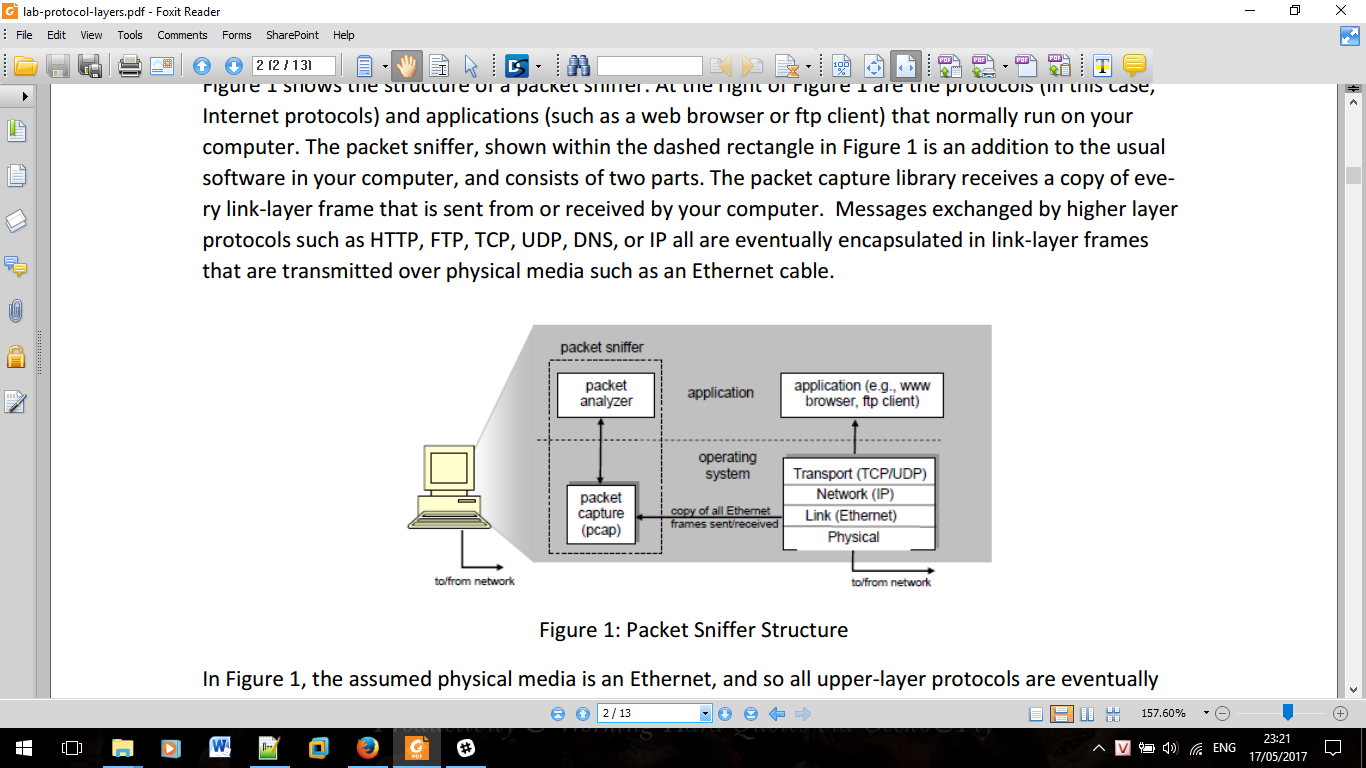 lab-protocol-layers.pdf - Foxit Reader
File Edit View Tools Comments Forms SharePoint Help
2 (2 / 13)
Figure 1 shows the structure of a packet sniffer. At the right of Figure 1 are the protocols (in this case,
Internet protocols) and applications (such as a web browser or ftp client) that normally run on your
computer. The packet sniffer, shown within the dashed rectangle in Figure 1 is an addition to the usual
software in your computer, and consists of two parts. The packet capture library receives a copy of eve-
ry link-layer frame that is sent from or received by your computer. Messages exchanged by higher layer
protocols such as HTTP, FTP, TCP, UDP, DNS, or IP all are eventually encapsulated in link-layer frames
that are transmitted over physical media such as an Ethernet cable.
packet sniffer
packet
analyzer
application
application (e.g., www
browser, ftp client)
operating
system
packet
capture
(pcap)
copy of all Ethernet
frames sent/received
Transport (TCP/UDP)
Network (IP)
Link (Ethernet)
Physical
to/from network
to/from network
Figure 1: Packet Sniffer Structure
In Figure 1, the assumed physical media is an Ethernet, and so all upper-layer protocols are eventually
2 / 13
157.60%
ENG
23:21
17/05/2017